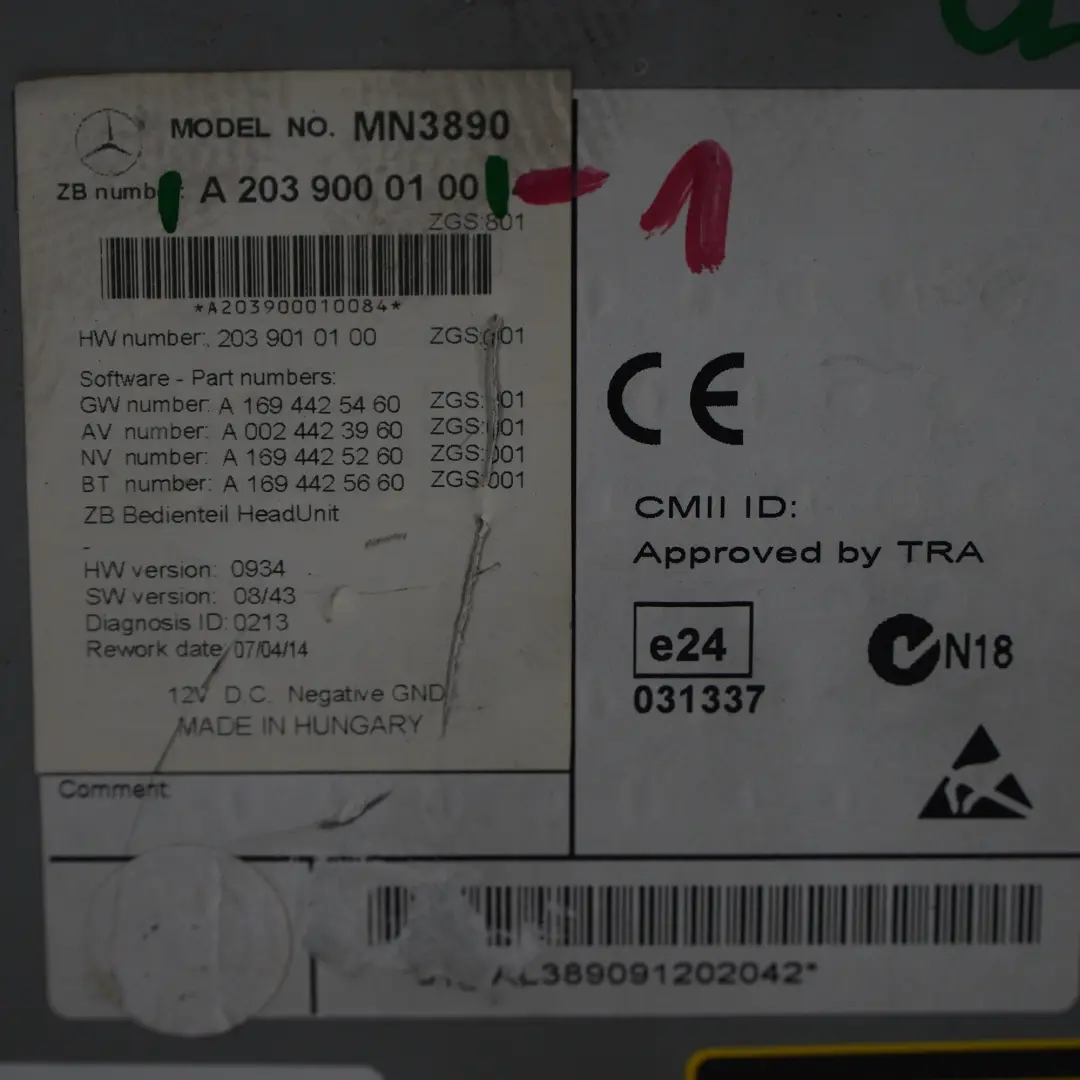 MODEL NO. MN3890
ZB numb : A 203 900 01 00
ZGS:801
*A203900010084*
HW number:. 203 901 01 00 ZGS: 01
Software - Part numbers:
GW number: A 169 442 54 60 ZGS: 01
AV number: A 002 442 39 60 ZGS: 01
NV number: A 169 442 52 60 ZGS: 001
BT number: A 169 442 56 60 ZGS:001
ZB Bedienteil HeadUnit
-
HW version: 0934
SW version: 08/43
Diagnosis ID: 0213
Rework date: 07/04/14
12V D.C. Negative GND
MADE IN HUNGARY
Comment:
-1
CE
CMII ID:
Approved by TRA
e24
031337
N18
AL389091202042*